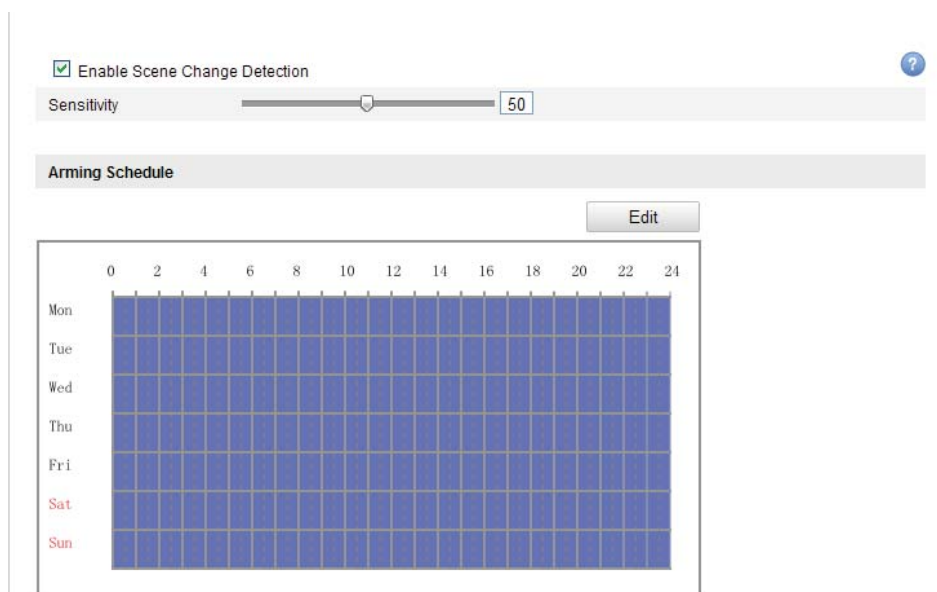 Enable Scene Change Detection
?
Sensitivity 50
Arming Schedule
Edit
0 2 4 6 8 10 12 14 16 18 20 22 24
Mon
Tue
Wed
Thu
Fri
Sat
Sun